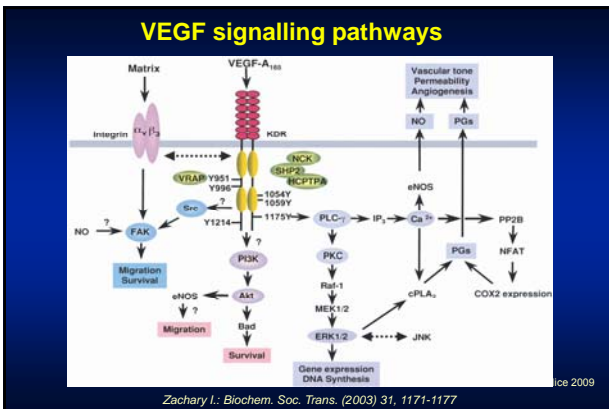 VEGF signalling pathways
Matrix
VEGF-A165
Vascular tone
Permeability
Angiogenesis
integrin
αvβ3
KDR
NO
PGs
NCK
SHP2
HCPTPA
VRAP
Y951
Y996
1054Y
1059Y
eNOS
Src
?
Y1214
1175Y
PLC-γ
IP3
Ca 2+
PP2B
NO
?
FAK
?
PI3K
PKC
PGs
NFAT
Migration
Survival
Raf-1
cPLA2
COX2 expression
eNOS
Akt
MEK1/2
?
Migration
Bad
ERK1/2
JNK
Survival
Gene expression
DNA Synthesis
ice 2009
Zachary I.: Biochem. Soc. Trans. (2003) 31, 1171-1177